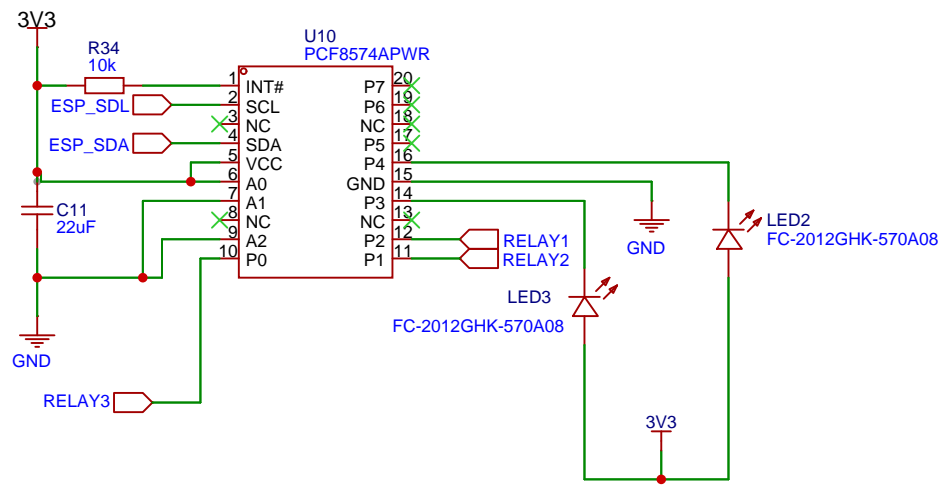 3V3
R34
10k
U10
PCF8574APWR
1 INT#
2 SCL
3 NC
4 SDA
5 VCC
6 A0
7 A1
8 NC
9 A2
10 P0
P7 20
P6 19
NC 18
P5 17
P4 16
GND 15
P3 14
NC 13
P2 12
P1 11
ESP_SDL
ESP_SDA
C11
22uF
GND
RELAY3
RELAY1
RELAY2
GND
LED2
FC-2012GHK-570A08
LED3
FC-2012GHK-570A08
3V3